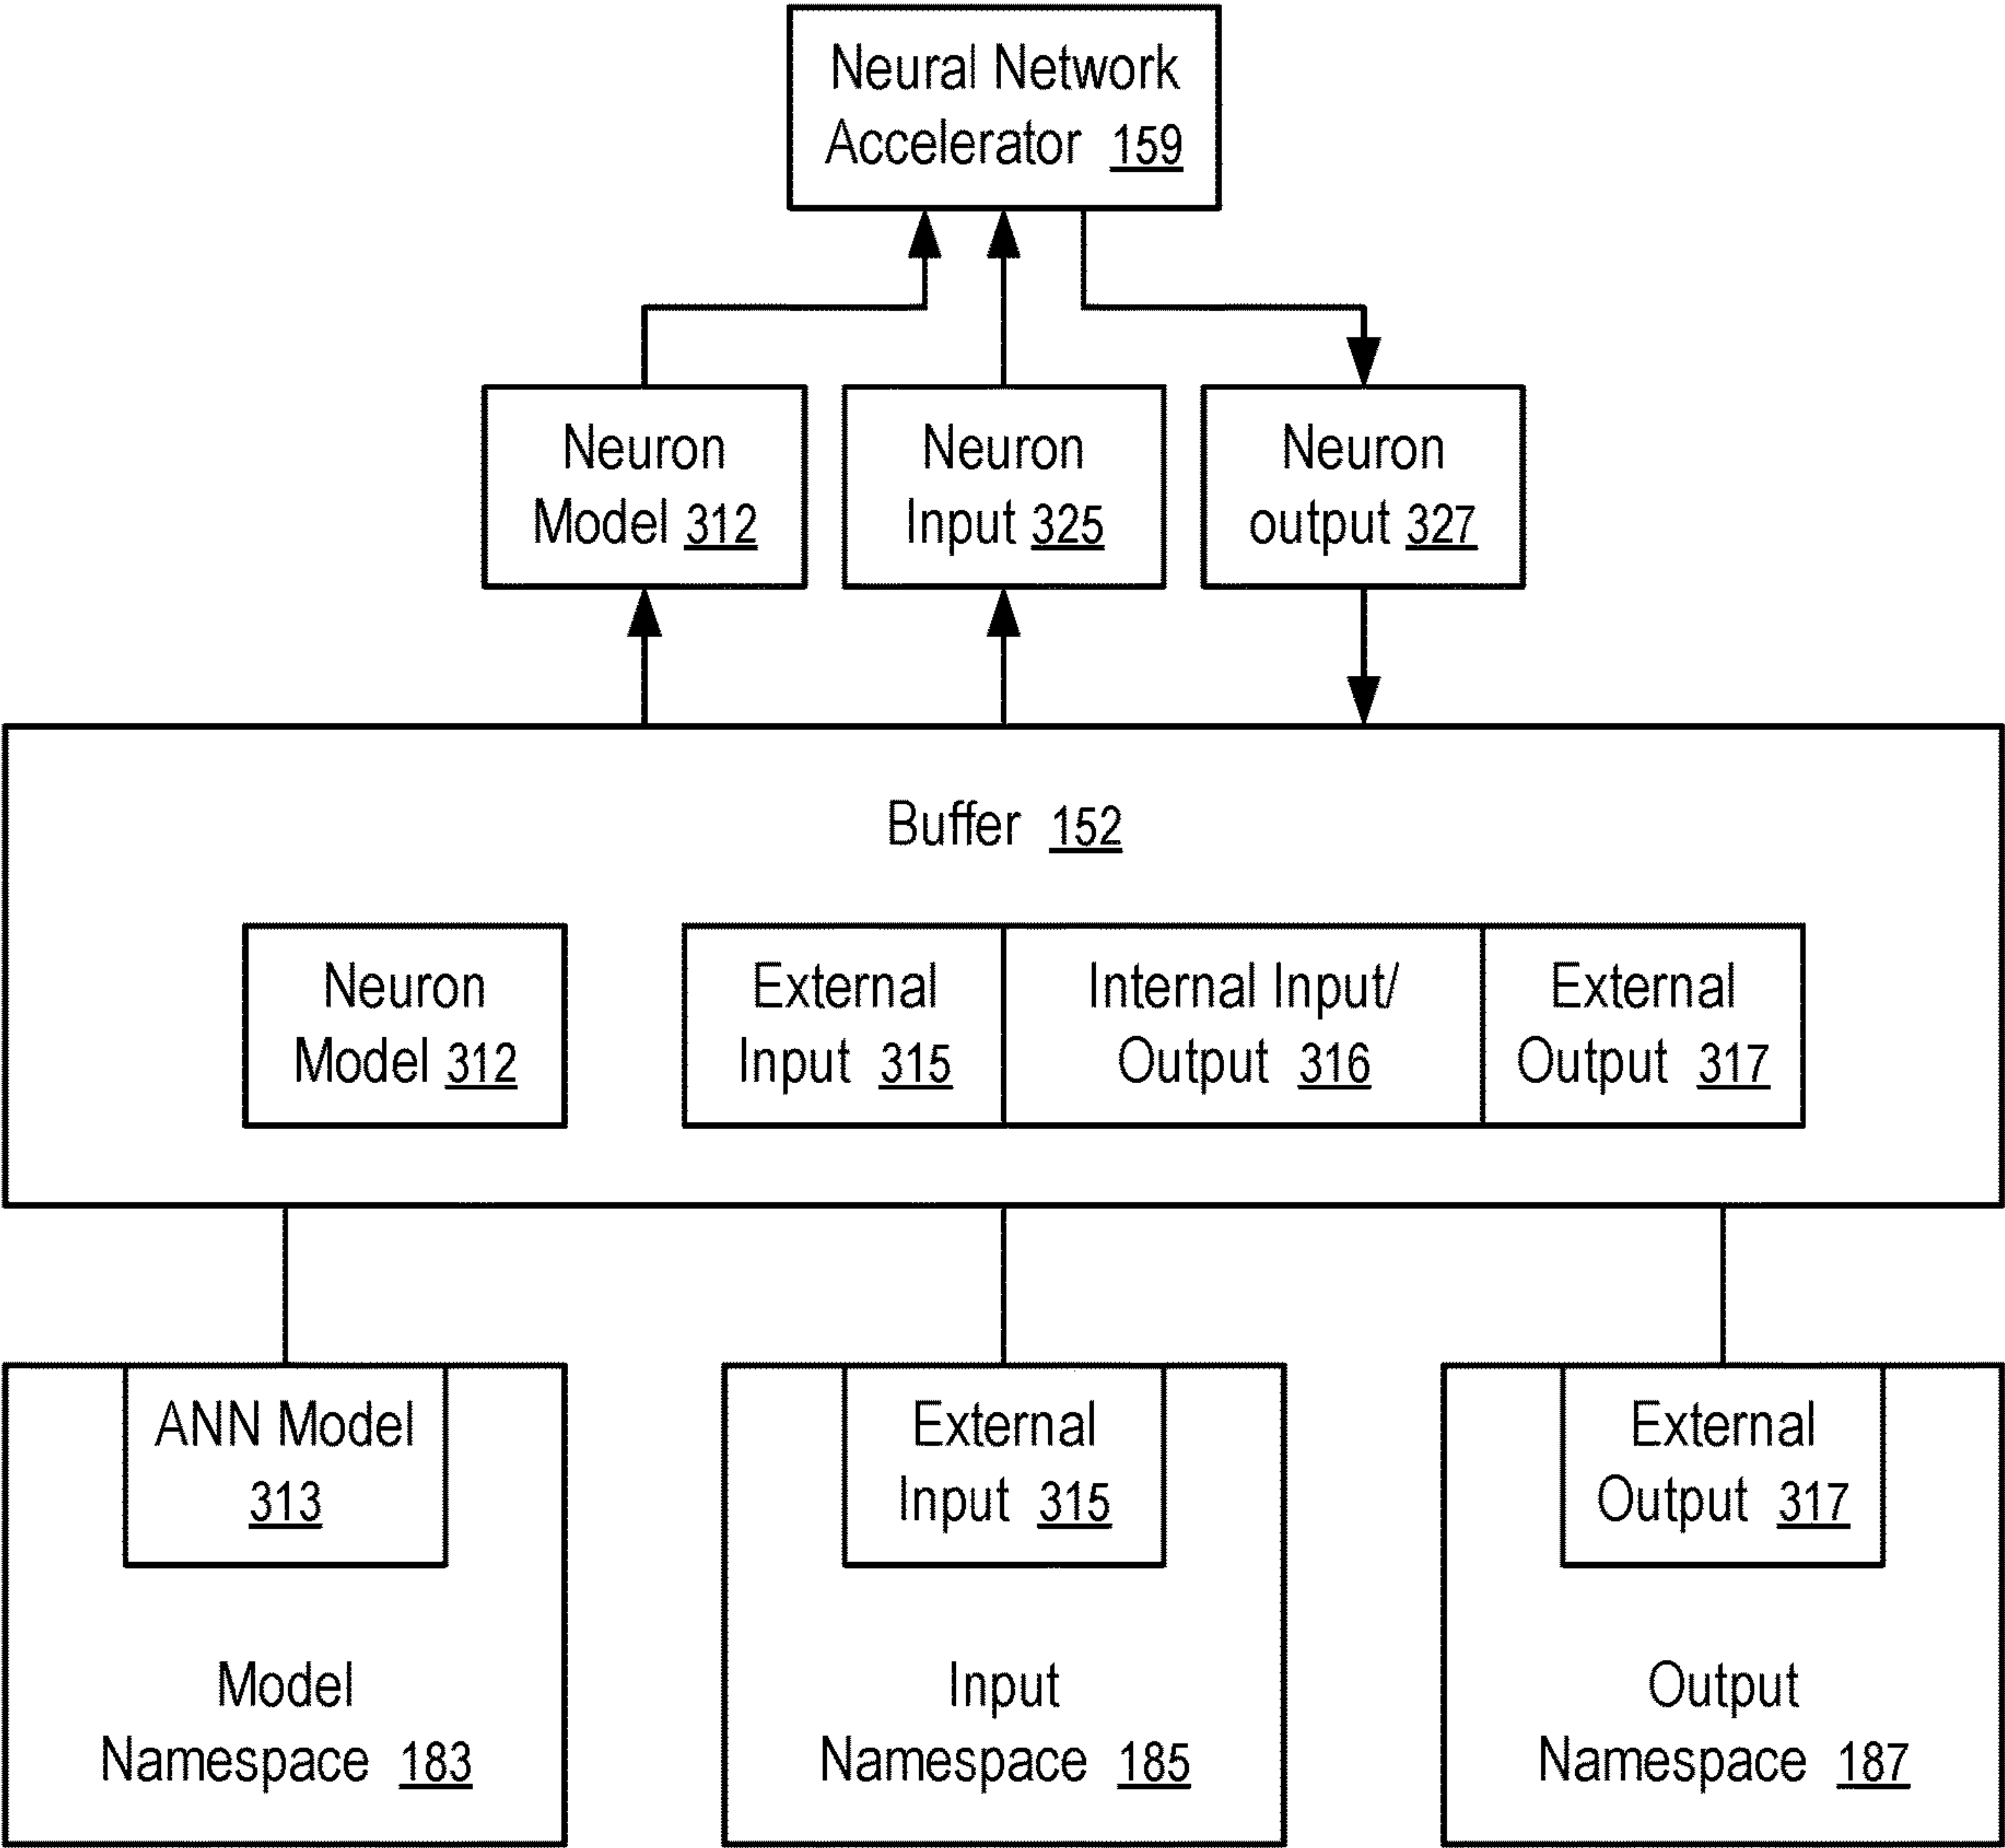 Neural Network
Accelerator 159
Neuron
Model 312
Neuron
Input 325
Neuron
output 327
Buffer 152
Neuron
Model 312
External
Input 315
Internal Input/
Output 316
External
Output 317
ANN Model
313
Model
Namespace 183
External
Input 315
Input
Namespace 185
External
Output 317
Output
Namespace 187